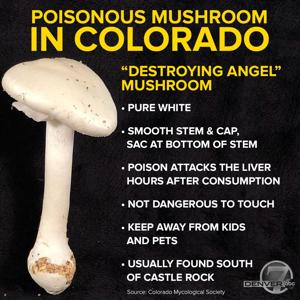 POISONOUS MUSHROOM
IN COLORADO
“DESTROYING ANGEL”
MUSHROOM
• PURE WHITE
• SMOOTH STEM & CAP,
SAC AT BOTTOM OF STEM
• POISON ATTACKS THE LIVER
HOURS AFTER CONSUMPTION
• NOT DANGEROUS TO TOUCH
• KEEP AWAY FROM KIDS
AND PETS
• USUALLY FOUND SOUTH
OF CASTLE ROCK
Source: Colorado Mycological Society
DENVER 7 abc